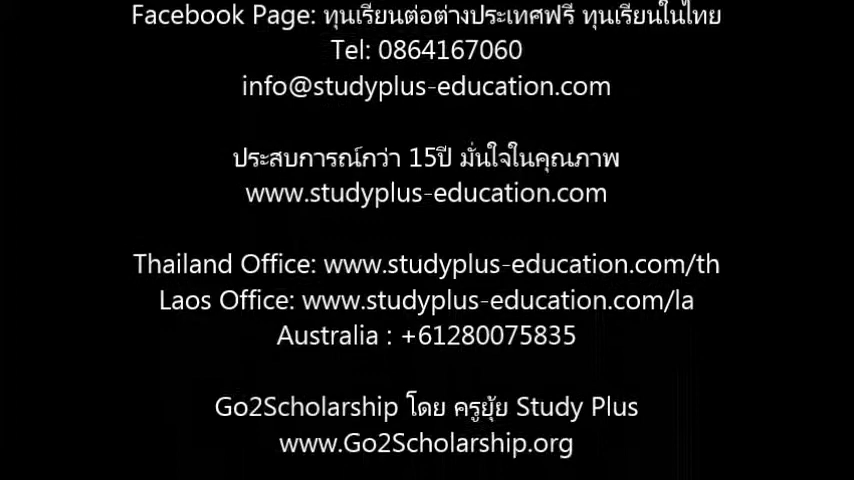 Facebook Page: ทุนเรียนต่อต่างประเทศฟรี ทุนเรียนในไทย
Tel: 0864167060
info@studyplus-education.com
ประสบการณ์กว่า 15ปี มั่นใจในคุณภาพ
www.studyplus-education.com
Thailand Office: www.studyplus-education.com/th
Laos Office: www.studyplus-education.com/la
Australia : +61280075835
Go2Scholarship โดย ครูยุ้ย Study Plus
www.Go2Scholarship.org